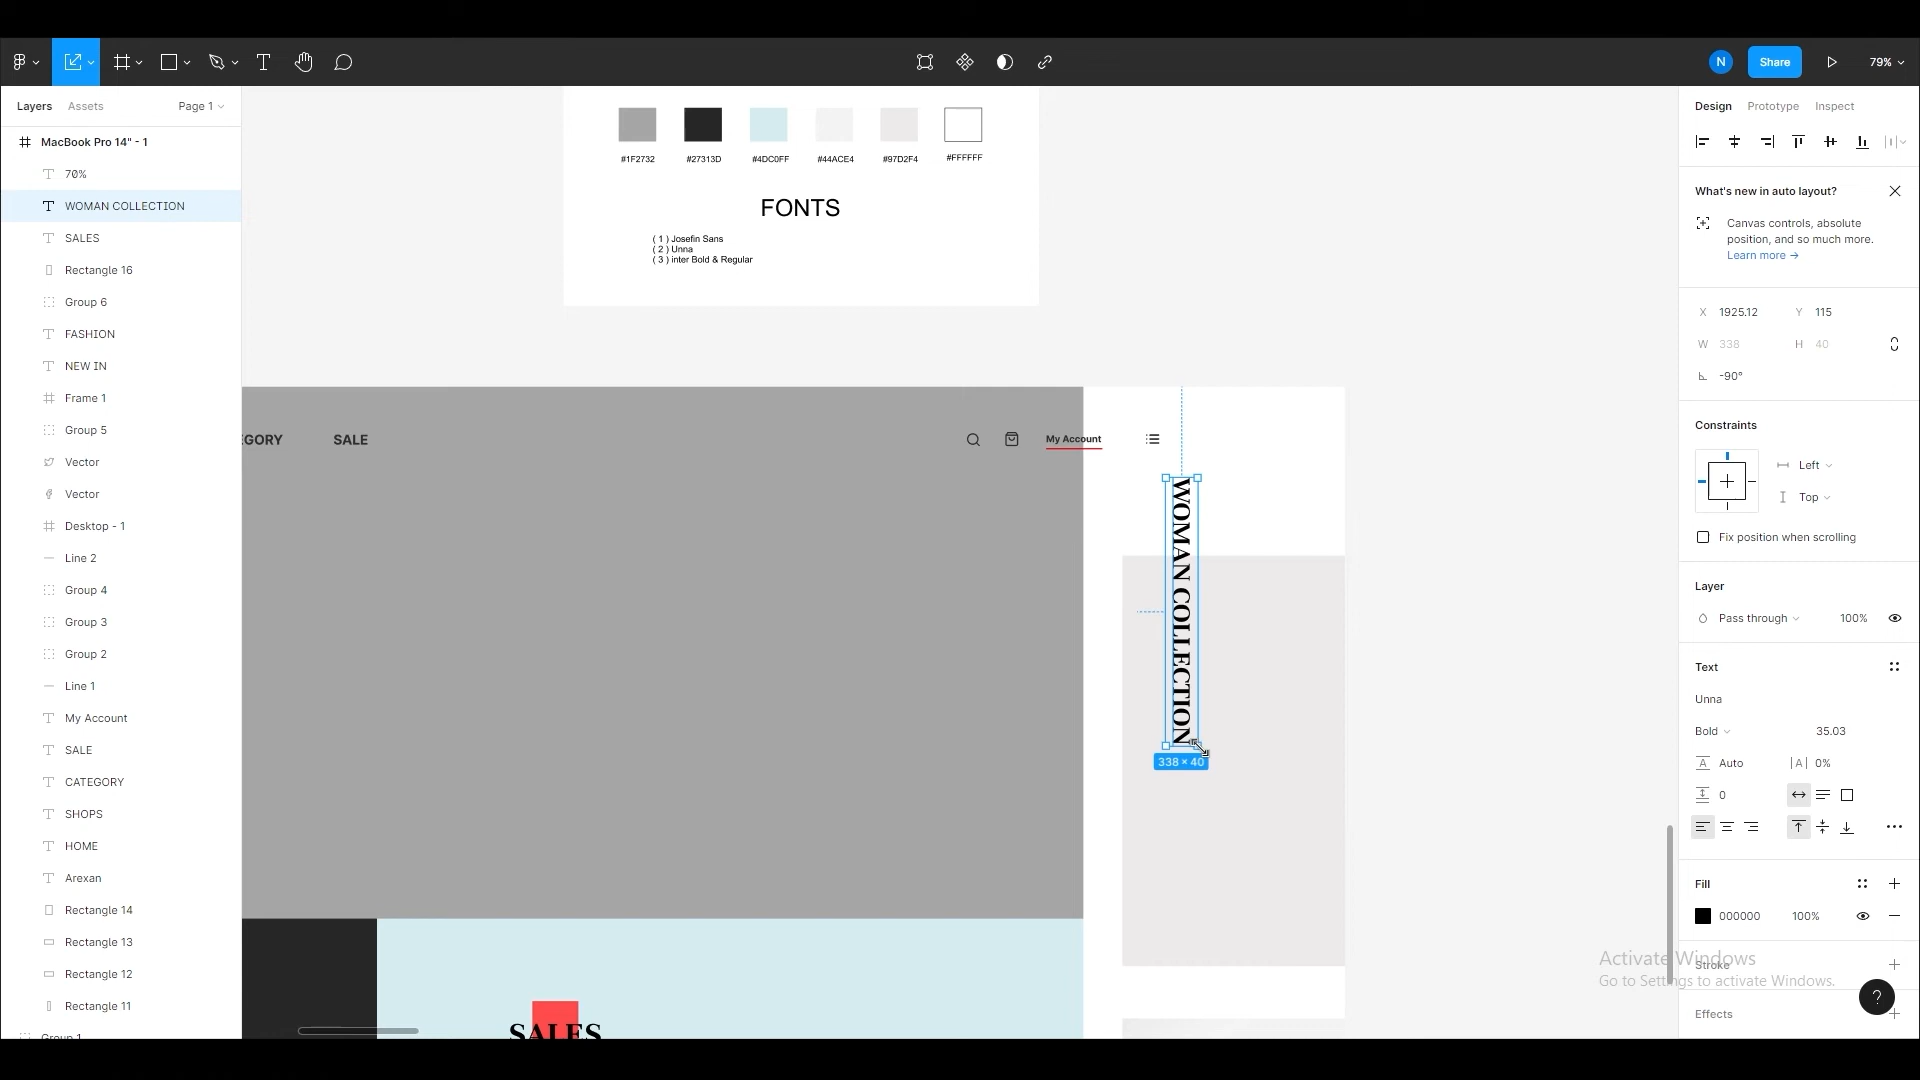 N
Share
79%
Layers
Assets
Page 1
MacBook Pro 14" - 1
70%
WOMAN COLLECTION
SALES
Rectangle 16
Group 6
FASHION
NEW IN
Frame 1
Group 5
Vector
Vector
Desktop - 1
Line 2
Group 4
Group 3
Group 2
Line 1
My Account
SALE
CATEGORY
SHOPS
HOME
Arexan
Rectangle 14
Rectangle 13
Rectangle 12
Rectangle 11
Group 1
#1F2732
#27313D
#4DC0FF
#44ACE4
#97D2F4
#FFFFFF
FONTS
( 1 ) Josefin Sans
( 2 ) Unna
( 3 ) inter Bold & Regular
EGORY
SALE
My Account
WOMAN COLLECTION
338 × 40
SALES
Design
Prototype
Inspect
What's new in auto layout?
Canvas controls, absolute
position, and so much more.
Learn more →
X 1925.12 Y 115
W 338 H 40
-90°
Constraints
Left
Top
Fix position when scrolling
Layer
Pass through 100%
Text
Unna
Bold 35.03
A Auto |A| 0%
0
Fill
000000 100%
Activate Windows
Go to Settings to activate Windows.
Stroke
Effects
?